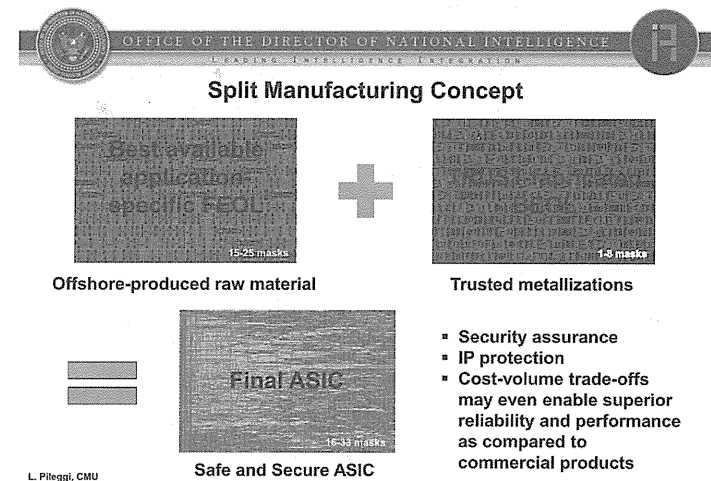 OFFICE OF THE DIRECTOR OF NATIONAL INTELLIGENCE
LEADING INTELLIGENCE INTEGRATION
Split Manufacturing Concept
Best available
application-
specific FEOL
15-25 masks
1-8 masks
Offshore-produced raw material
Trusted metallizations
Final ASIC
16-33 masks
Safe and Secure ASIC
▪ Security assurance
▪ IP protection
▪ Cost-volume trade-offs
may even enable superior
reliability and performance
as compared to
commercial products
L. Pileggi, CMU